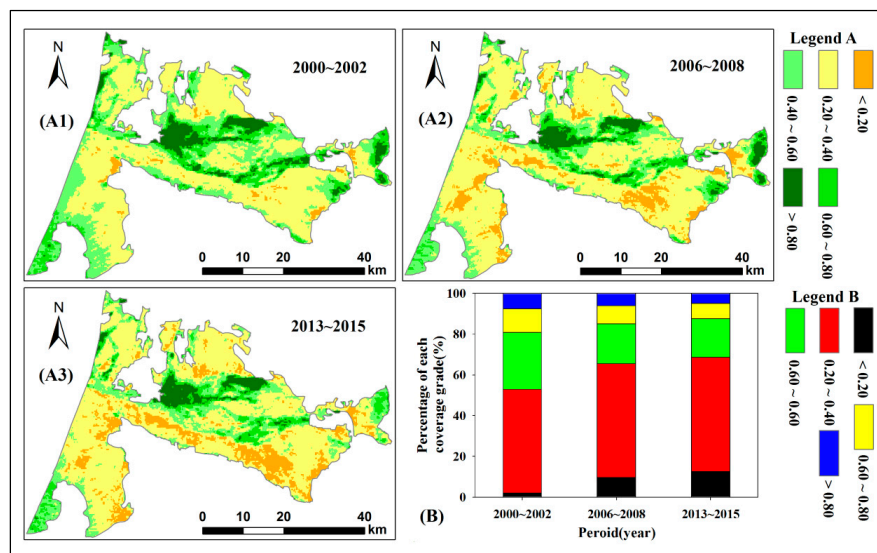 N
2000~2002
(A1)
0 10 20 40
km
N
2006~2008
(A2)
0 10 20 40
km
Legend A
0.40 ~ 0.60
0.20 ~ 0.40
< 0.20
> 0.80
0.60 ~ 0.80
N
2013~2015
(A3)
0 10 20 40
km
Percentage of each
coverage grade(%)
100
80
60
40
20
0
2000~2002
2006~2008
2013~2015
(B)
Peroid(year)
Legend B
0.60 ~ 0.60
0.20 ~ 0.40
< 0.20
> 0.80
0.60 ~ 0.80